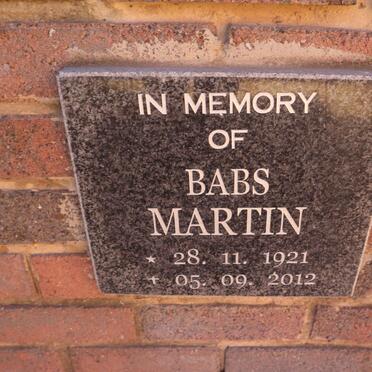 IN MEMORY
OF
BABS
MARTIN
★ 28. 11. 1921
+ 05. 09. 2012